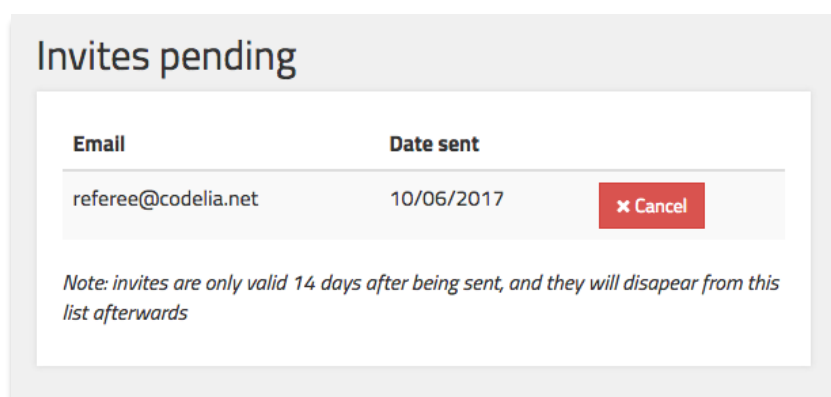 Invites pending
Email Date sent
referee@codelia.net 10/06/2017 × Cancel
Note: invites are only valid 14 days after being sent, and they will disapear from this
list afterwards